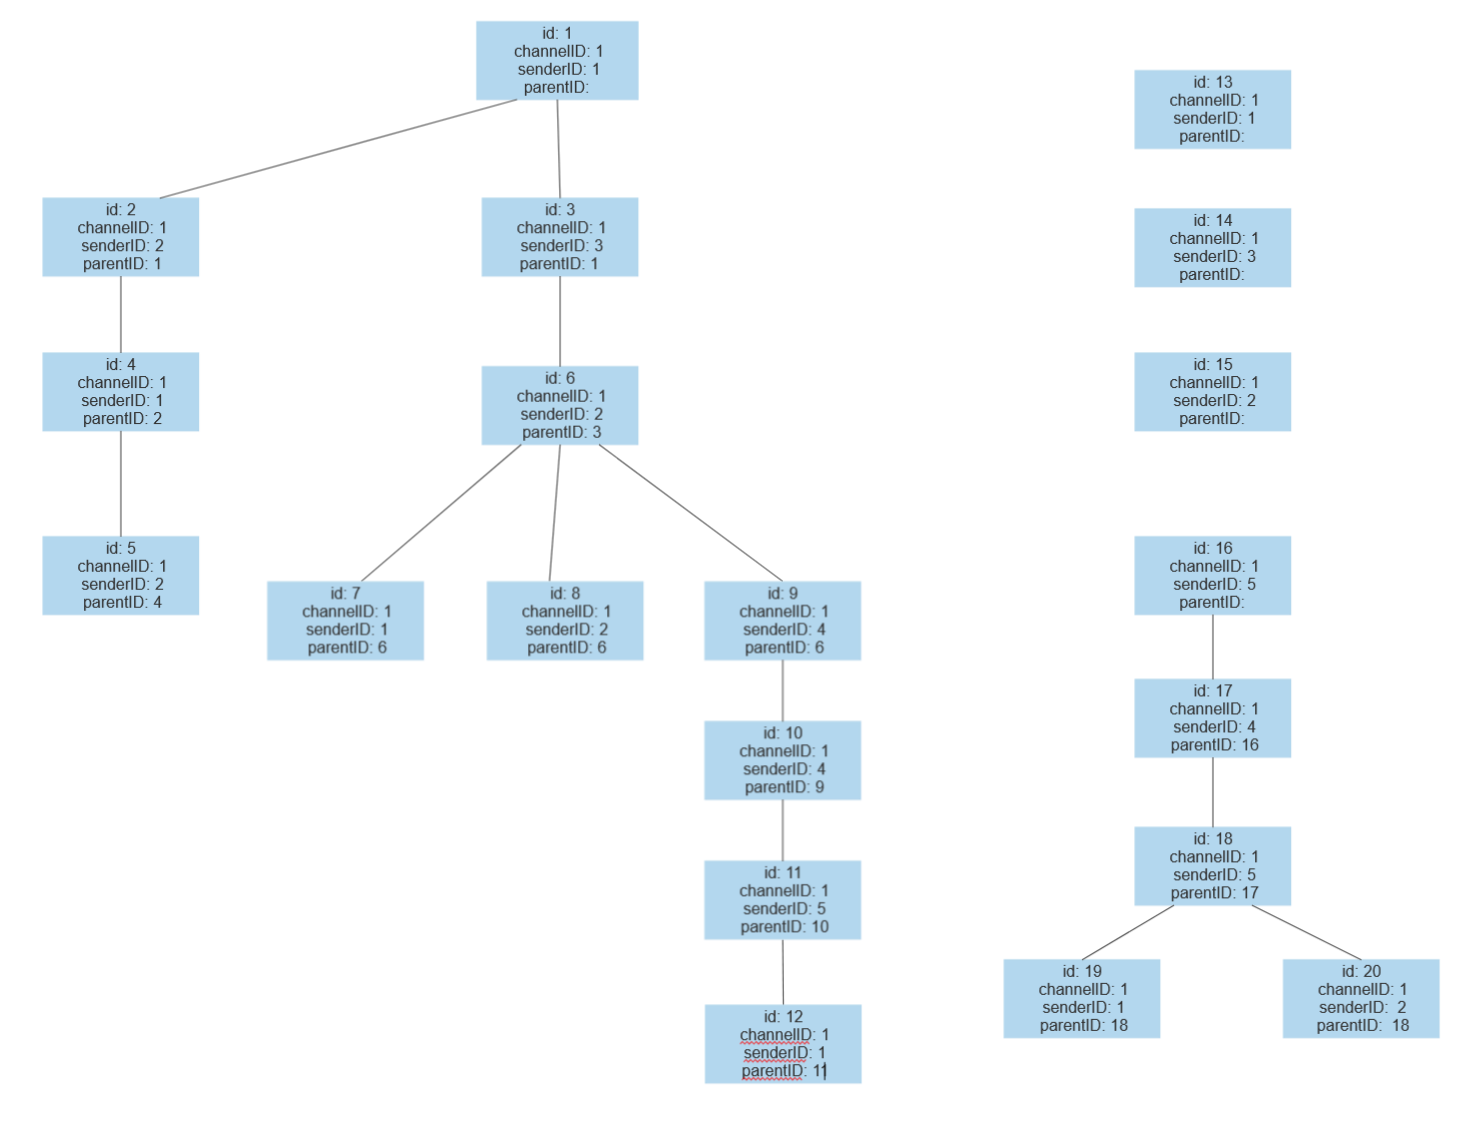 id: 1
channelID: 1
senderID: 1
parentID:
id: 2
channelID: 1
senderID: 2
parentID: 1
id: 3
channelID: 1
senderID: 3
parentID: 1
id: 4
channelID: 1
senderID: 1
parentID: 2
id: 6
channelID: 1
senderID: 2
parentID: 3
id: 5
channelID: 1
senderID: 2
parentID: 4
id: 7
channelID: 1
senderID: 1
parentID: 6
id: 8
channelID: 1
senderID: 2
parentID: 6
id: 9
channelID: 1
senderID: 4
parentID: 6
id: 10
channelID: 1
senderID: 4
parentID: 9
id: 11
channelID: 1
senderID: 5
parentID: 10
id: 12
channelID: 1
senderID: 1
parentID: 11
id: 13
channelID: 1
senderID: 1
parentID:
id: 14
channelID: 1
senderID: 3
parentID:
id: 15
channelID: 1
senderID: 2
parentID:
id: 16
channelID: 1
senderID: 5
parentID:
id: 17
channelID: 1
senderID: 4
parentID: 16
id: 18
channelID: 1
senderID: 5
parentID: 17
id: 19
channelID: 1
senderID: 1
parentID: 18
id: 20
channelID: 1
senderID: 2
parentID: 18